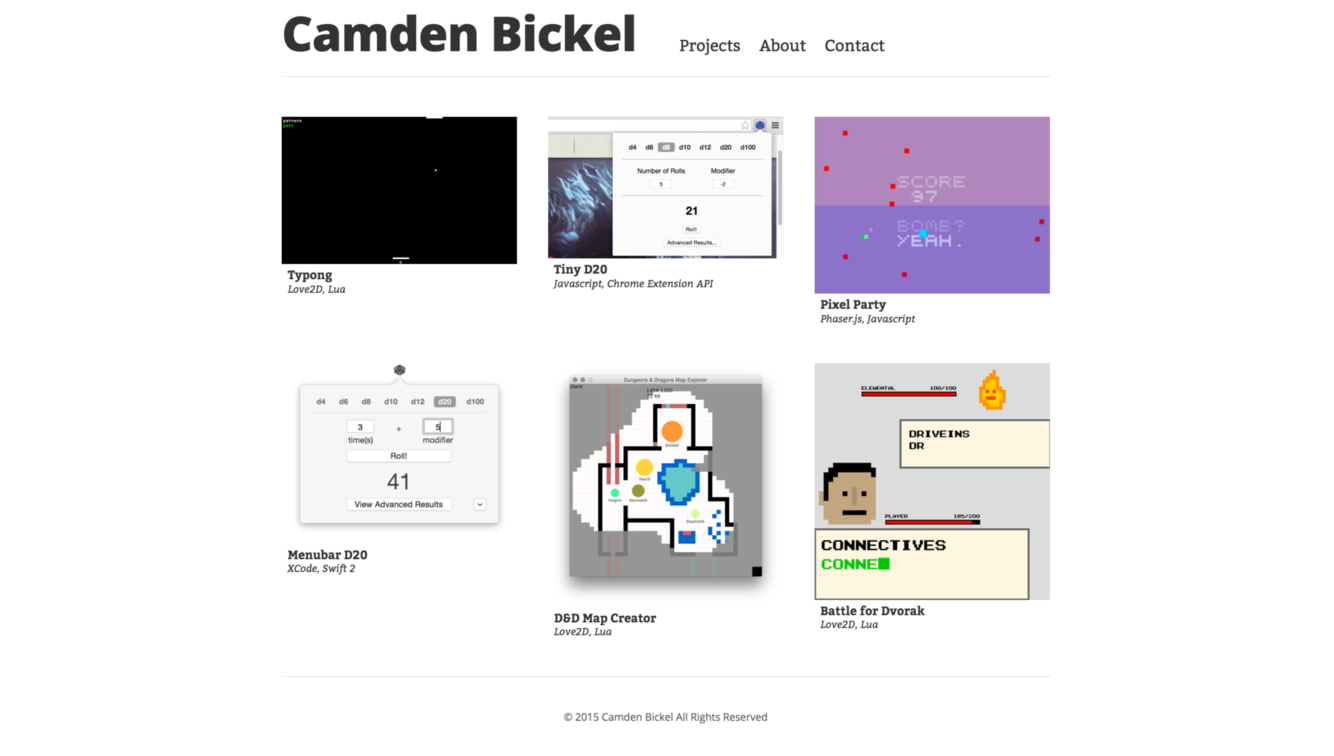 Camden Bickel
Projects About Contact
pattern
patt
Typong
Love2D, Lua
d4 d6 d8 d10 d12 d20 d100
Number of Rolls Modifier
5 -2
21
Roll!
Advanced Results...
Tiny D20
Javascript, Chrome Extension API
SCORE
97
BOMB?
YEAH.
Pixel Party
Phaser.js, Javascript
d4 d6 d8 d10 d12 d20 d100
3 + 5
time(s) modifier
Roll!
41
View Advanced Results
Menubar D20
XCode, Swift 2
Dungeons & Dragons Map Explorer
D&D Map Creator
Love2D, Lua
ELEMENTAL 100/100
DRIVEINS
DR
PLAYER 185/200
CONNECTIVES
CONNE
Battle for Dvorak
Love2D, Lua
© 2015 Camden Bickel All Rights Reserved